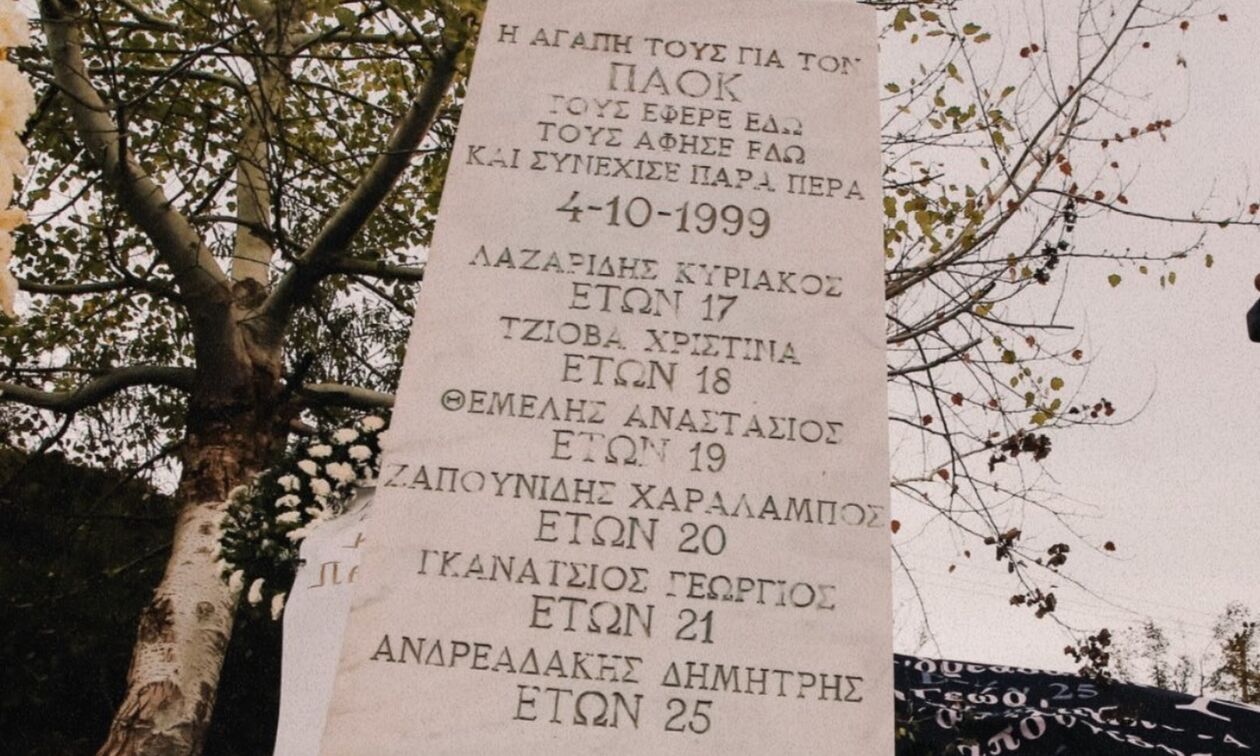 Η ΑΓΑΠΗ ΤΟΥΣ ΓΙΑ ΤΟΝ
ΠΑΟΚ
ΤΟΥΣ ΕΦΕΡΕ ΕΔΩ
ΤΟΥΣ ΑΦΗΣΕ ΕΔΩ
ΚΑΙ ΣΥΝΕΧΙΣΕ ΠΑΡΑ ΠΕΡΑ
4-10-1999
ΛΑΖΑΡΙΔΗΣ ΚΥΡΙΑΚΟΣ
ΕΤΩΝ 17
ΤΖΙΟΒΑ ΧΡΙΣΤΙΝΑ
ΕΤΩΝ 18
ΘΕΜΕΛΗΣ ΑΝΑΣΤΑΣΙΟΣ
ΕΤΩΝ 19
ΖΑΠΟΥΝΙΔΗΣ ΧΑΡΑΛΑΜΠΟΣ
ΕΤΩΝ 20
ΓΚΑΝΑΤΣΙΟΣ ΓΕΩΡΓΙΟΣ
ΕΤΩΝ 21
ΑΝΔΡΕΑΔΑΚΗΣ ΔΗΜΗΤΡΗΣ
ΕΤΩΝ 25
25